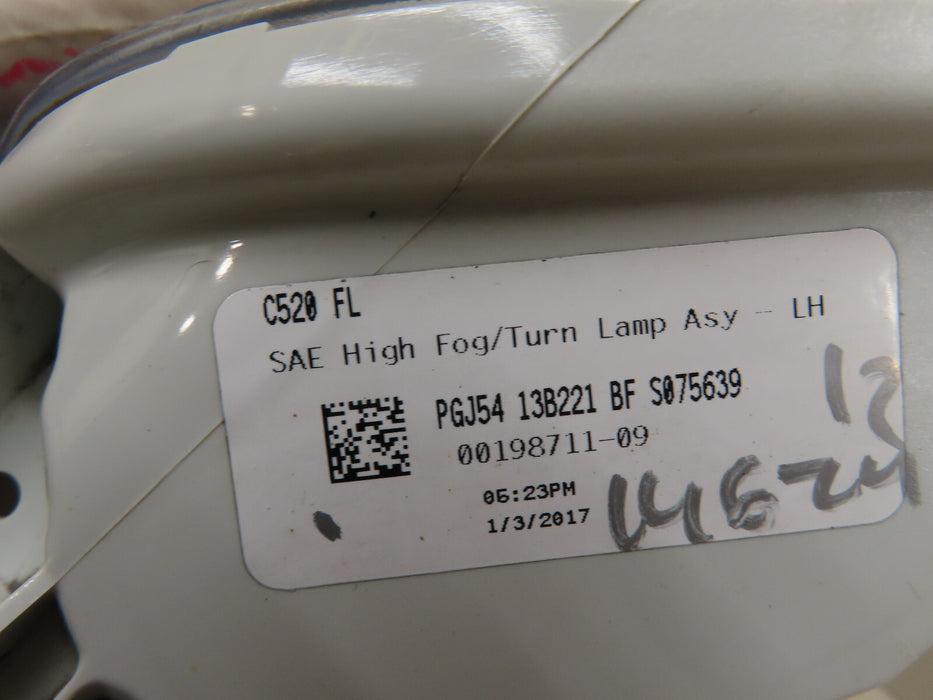 C520 FL
SAE High Fog/Turn Lamp Asy - LH
PGJ54 13B221 BF S075639
00198711-09
06:23PM
1/3/2017